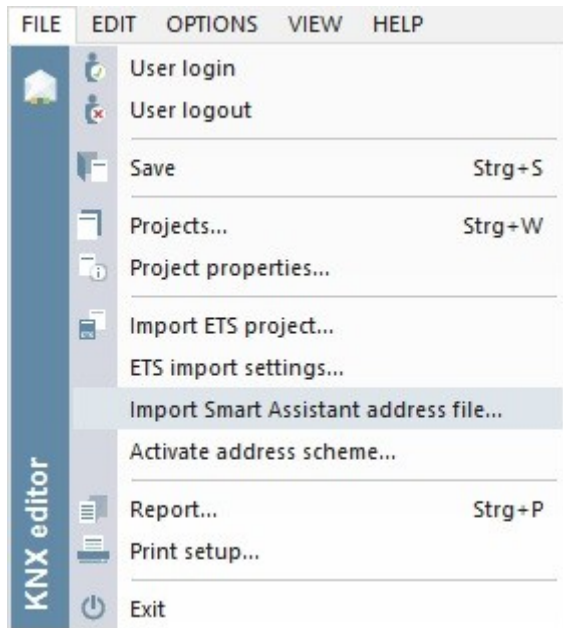 FILE EDIT OPTIONS VIEW HELP
User login
User logout
Save Strg+S
Projects... Strg+W
Project properties...
Import ETS project...
ETS import settings...
Import Smart Assistant address file...
Activate address scheme...
Report... Strg+P
Print setup...
Exit
KNX editor